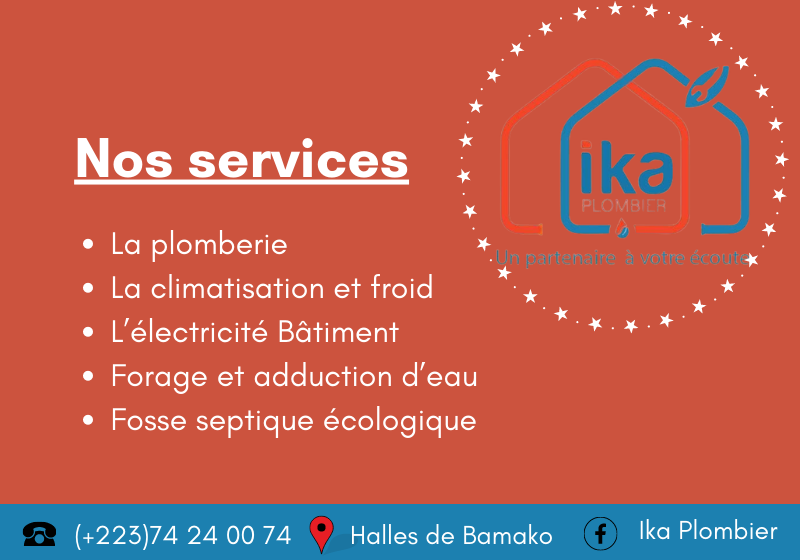 ika
PLOMBIER
Un partenaire à votre écoute
Nos services
La plomberie
La climatisation et froid
L'électricité Bâtiment
Forage et adduction d'eau
Fosse septique écologique
(+223)74 24 00 74
Halles de Bamako
Ika Plombier